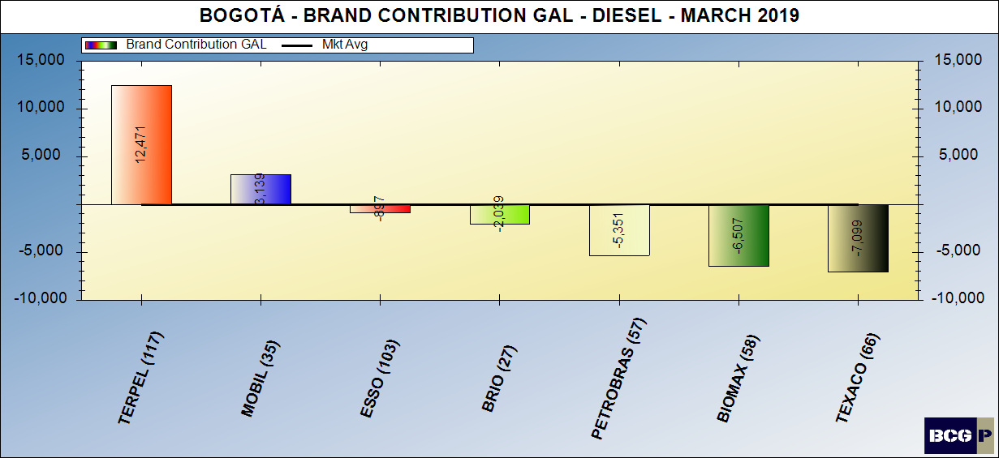 BOGOTÁ - BRAND CONTRIBUTION GAL - DIESEL - MARCH 2019
Brand Contribution GAL Mkt Avg
15,000 15,000
10,000 10,000
5,000 5,000
-5,000 -5,000
-10,000 -10,000
12,471
3,139
-897
-2,039
-5,351
-6,507
-7,099
TERPEL (117)
MOBIL (35)
ESSO (103)
BRIO (27)
PETROBRAS (57)
BIOMAX (58)
TEXACO (66)
BCG P